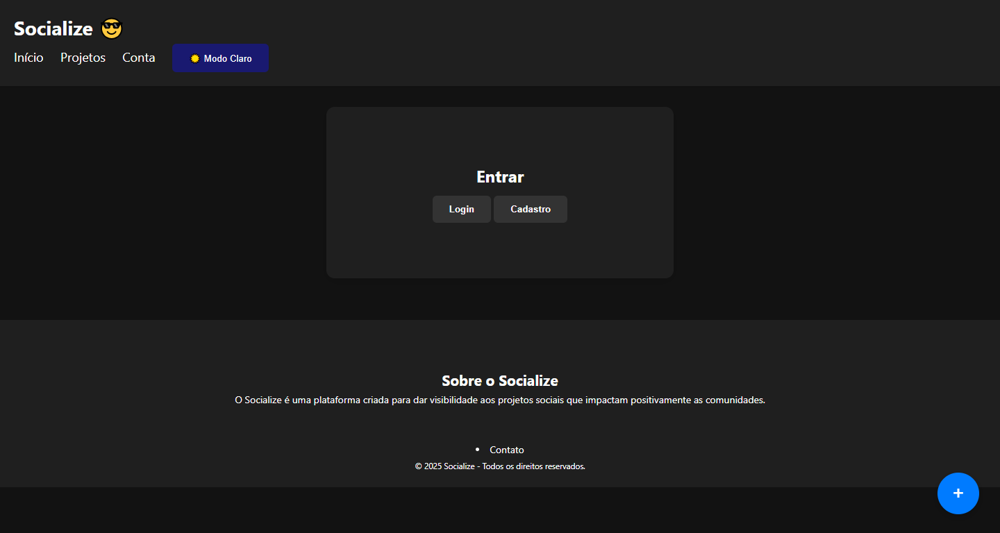 Socialize 😎
Início Projetos Conta Modo Claro
Entrar
Login Cadastro
Sobre o Socialize
O Socialize é uma plataforma criada para dar visibilidade aos projetos sociais que impactam positivamente as comunidades.
• Contato
© 2025 Socialize - Todos os direitos reservados.
+